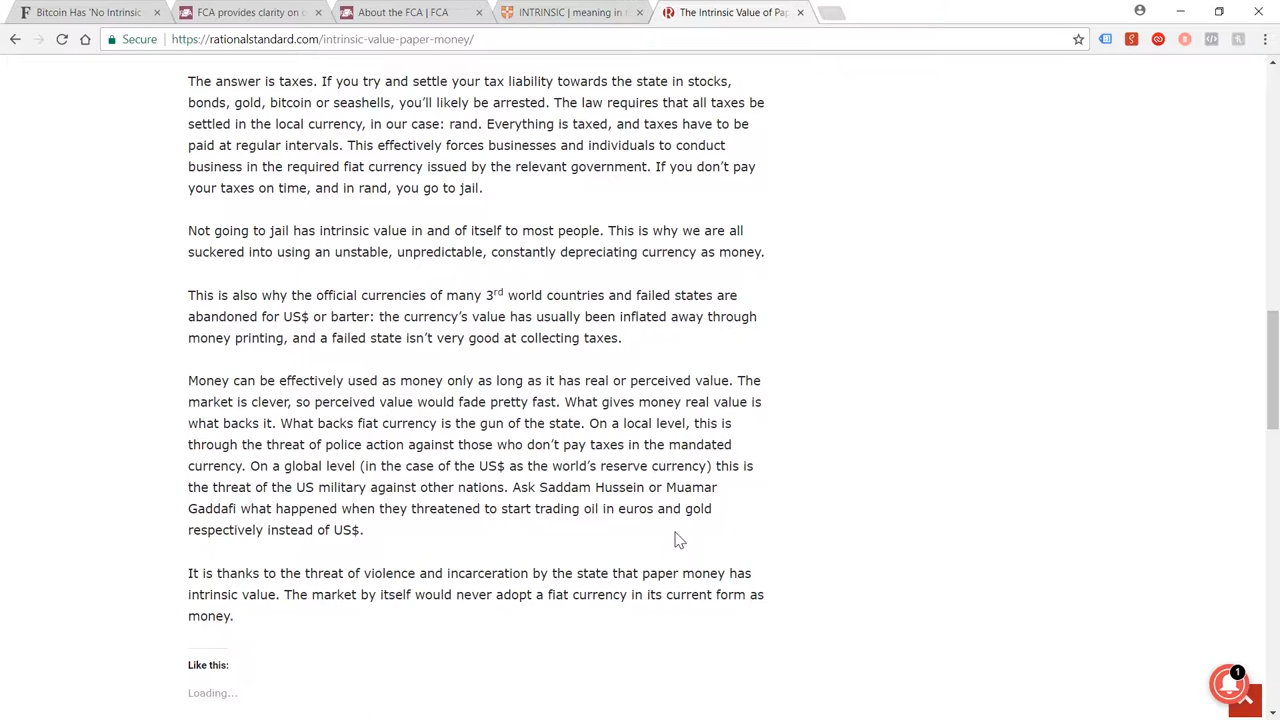 Bitcoin Has 'No Intrinsic
FCA provides clarity on c
About the FCA | FCA
INTRINSIC | meaning in
The Intrinsic Value of Pap
Secure
https://rationalstandard.com/intrinsic-value-paper-money/
The answer is taxes. If you try and settle your tax liability towards the state in stocks,
bonds, gold, bitcoin or seashells, you'll likely be arrested. The law requires that all taxes be
settled in the local currency, in our case: rand. Everything is taxed, and taxes have to be
paid at regular intervals. This effectively forces businesses and individuals to conduct
business in the required fiat currency issued by the relevant government. If you don't pay
your taxes on time, and in rand, you go to jail.
Not going to jail has intrinsic value in and of itself to most people. This is why we are all
suckered into using an unstable, unpredictable, constantly depreciating currency as money.
This is also why the official currencies of many 3rd world countries and failed states are
abandoned for US$ or barter: the currency's value has usually been inflated away through
money printing, and a failed state isn't very good at collecting taxes.
Money can be effectively used as money only as long as it has real or perceived value. The
market is clever, so perceived value would fade pretty fast. What gives money real value is
what backs it. What backs fiat currency is the gun of the state. On a local level, this is
through the threat of police action against those who don't pay taxes in the mandated
currency. On a global level (in the case of the US$ as the world's reserve currency) this is
the threat of the US military against other nations. Ask Saddam Hussein or Muamar
Gaddafi what happened when they threatened to start trading oil in euros and gold
respectively instead of US$.
It is thanks to the threat of violence and incarceration by the state that paper money has
intrinsic value. The market by itself would never adopt a fiat currency in its current form as
money.
Like this:
Loading...
1